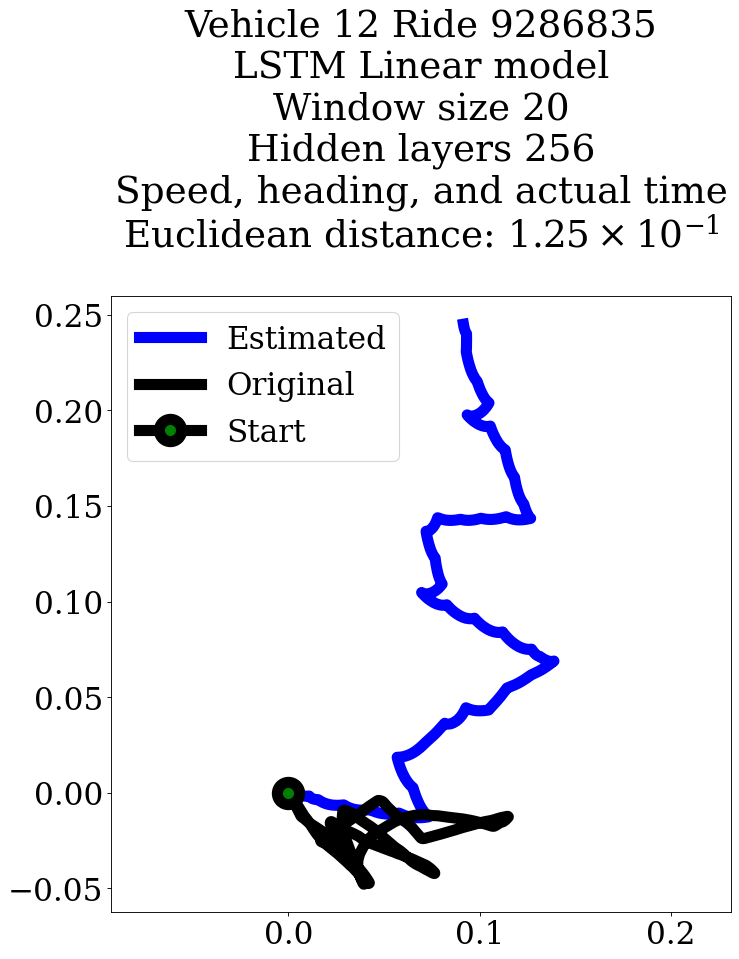 Vehicle 12 Ride 9286835
LSTM Linear model
Window size 20
Hidden layers 256
Speed, heading, and actual time
Euclidean distance: 1.25 × 10⁻¹
Estimated
Original
Start
0.25
0.20
0.15
0.10
0.05
0.00
−0.05
0.0 0.1 0.2